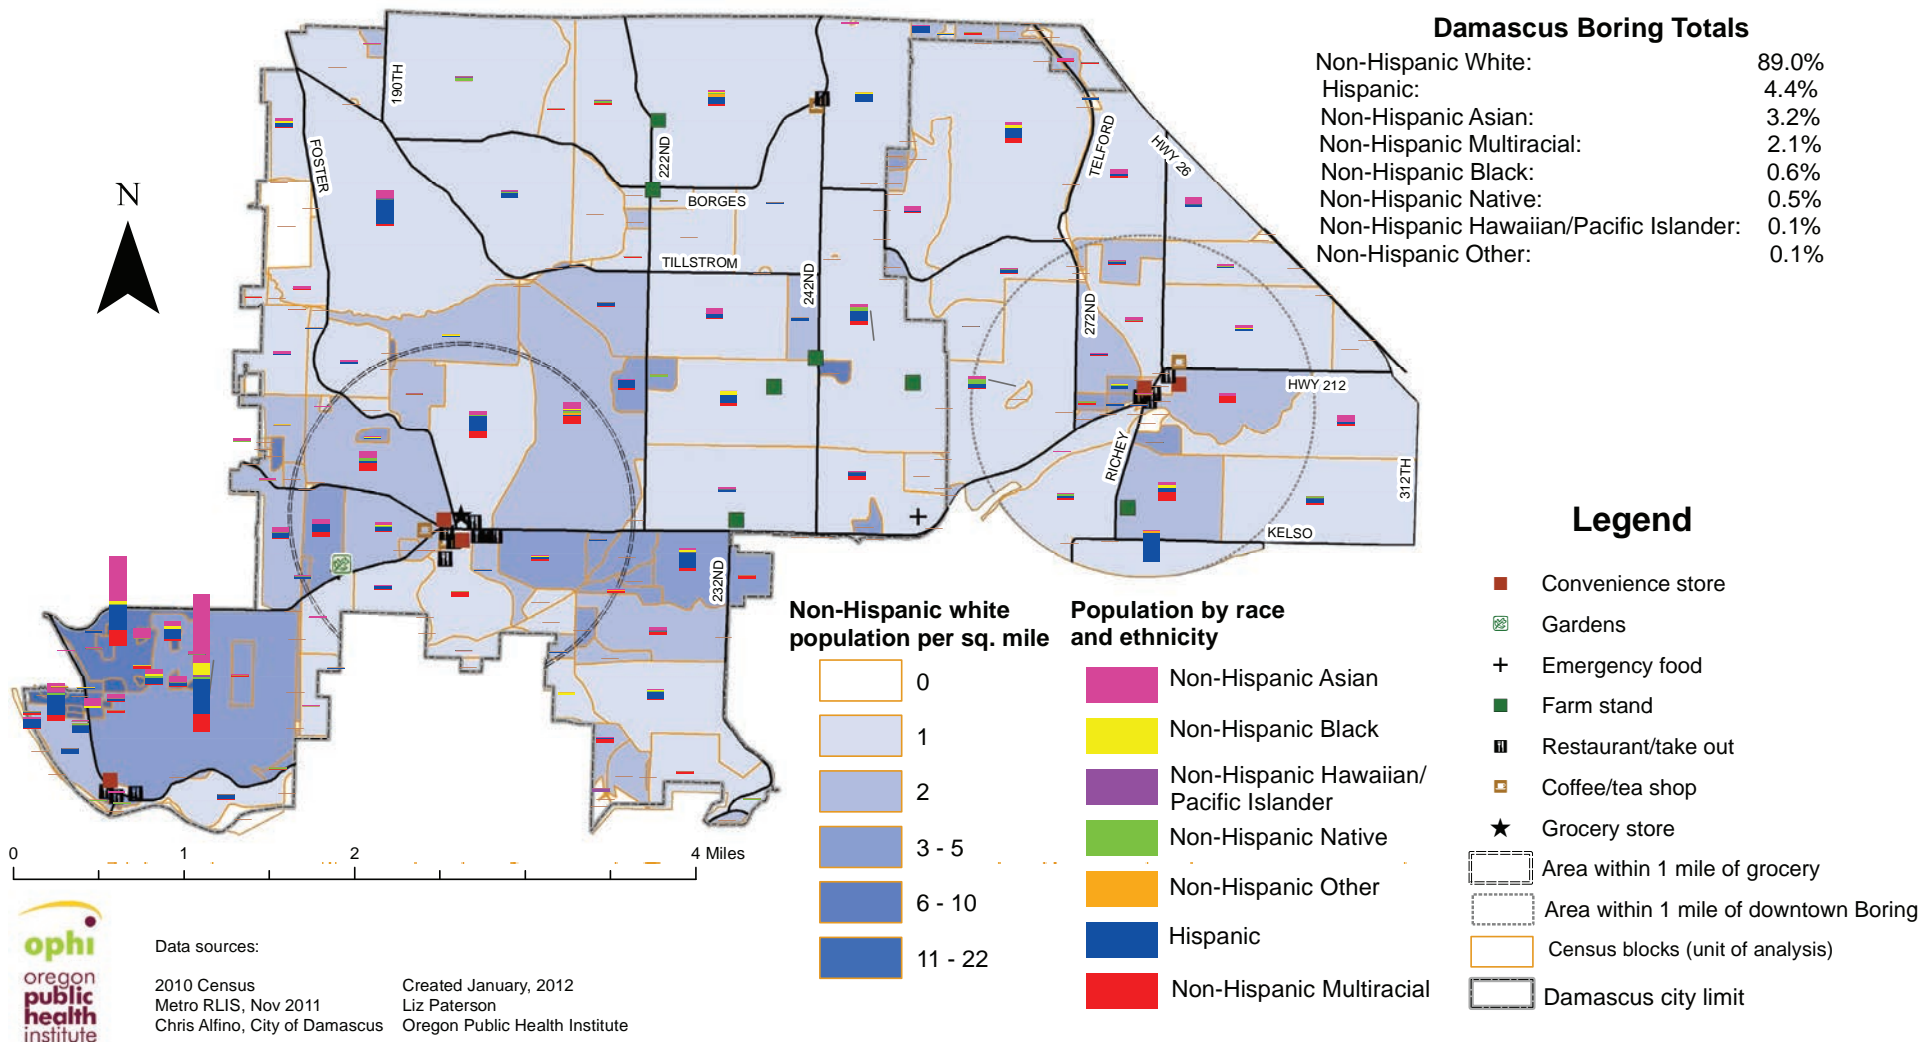 Damascus Boring Totals
Non-Hispanic White: 89.0%
Hispanic: 4.4%
Non-Hispanic Asian: 3.2%
Non-Hispanic Multiracial: 2.1%
Non-Hispanic Black: 0.6%
Non-Hispanic Native: 0.5%
Non-Hispanic Hawaiian/Pacific Islander: 0.1%
Non-Hispanic Other: 0.1%
N
190TH
FOSTER
222ND
BORGES
TILLSTROM
242ND
TELFORD
HWY 26
272ND
HWY 212
RICHEY
312TH
KELSO
232ND
Non-Hispanic white
population per sq. mile
0
1
2
3 - 5
6 - 10
11 - 22
Population by race
and ethnicity
Non-Hispanic Asian
Non-Hispanic Black
Non-Hispanic Hawaiian/
Pacific Islander
Non-Hispanic Native
Non-Hispanic Other
Hispanic
Non-Hispanic Multiracial
Legend
Convenience store
Gardens
Emergency food
Farm stand
Restaurant/take out
Coffee/tea shop
Grocery store
Area within 1 mile of grocery
Area within 1 mile of downtown Boring
Census blocks (unit of analysis)
Damascus city limit
0 1 2 4 Miles
ophi
oregon
public
health
institute
Data sources:
2010 Census
Metro RLIS, Nov 2011
Chris Alfino, City of Damascus
Created January, 2012
Liz Paterson
Oregon Public Health Institute